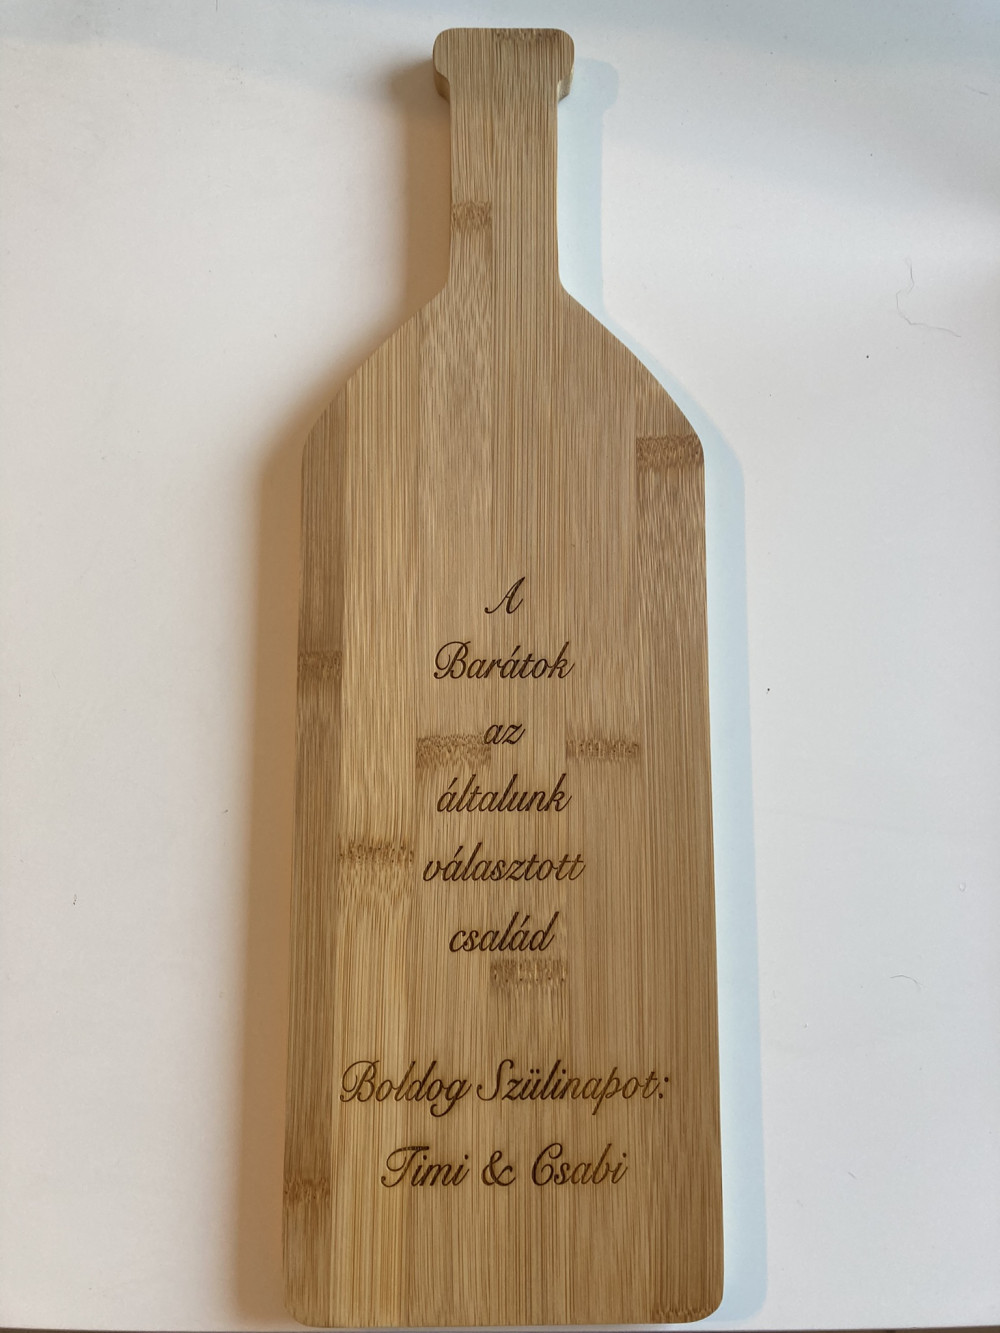 A
Barátok
az
általunk
választott
család
Boldog Szülinapot:
Timi & Csabi